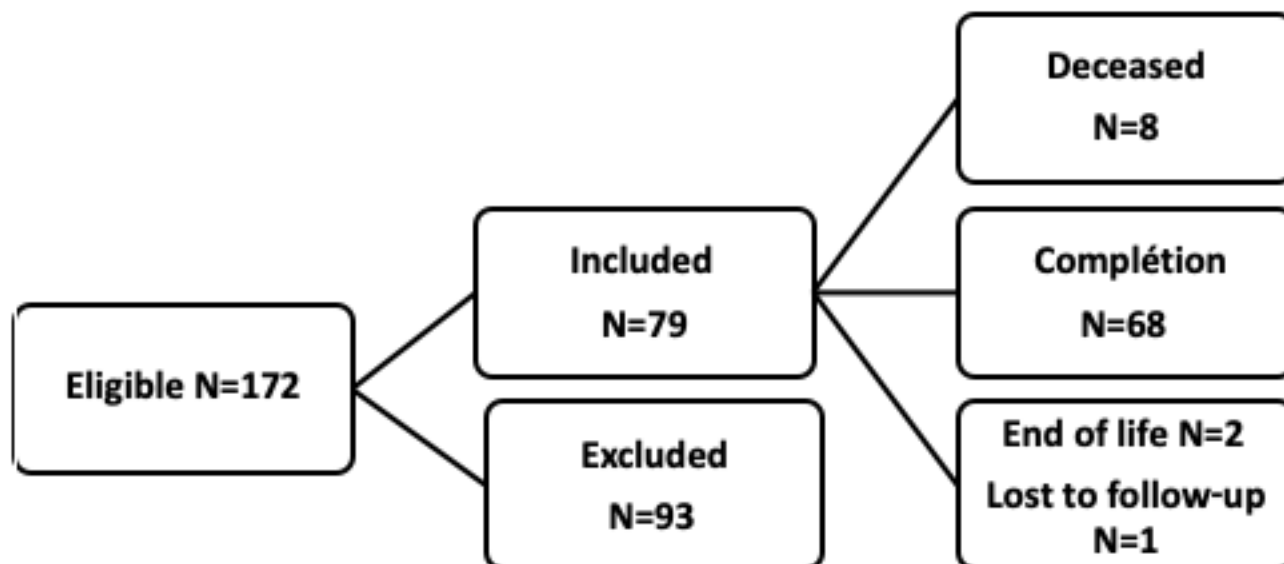 Eligible N=172
Included
N=79
Excluded
N=93
Deceased
N=8
Complétion
N=68
End of life N=2
Lost to follow-up
N=1